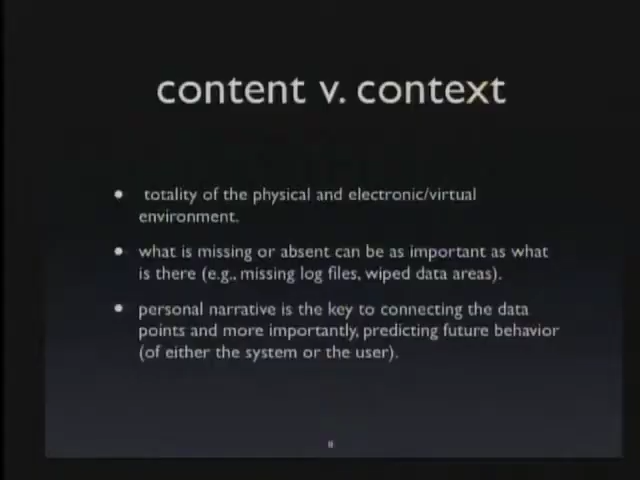 content v. context
• totality of the physical and electronic/virtual
environment.
• what is missing or absent can be as important as what
is there (e.g., missing log files, wiped data areas).
• personal narrative is the key to connecting the data
points and more importantly, predicting future behavior
(of either the system or the user).